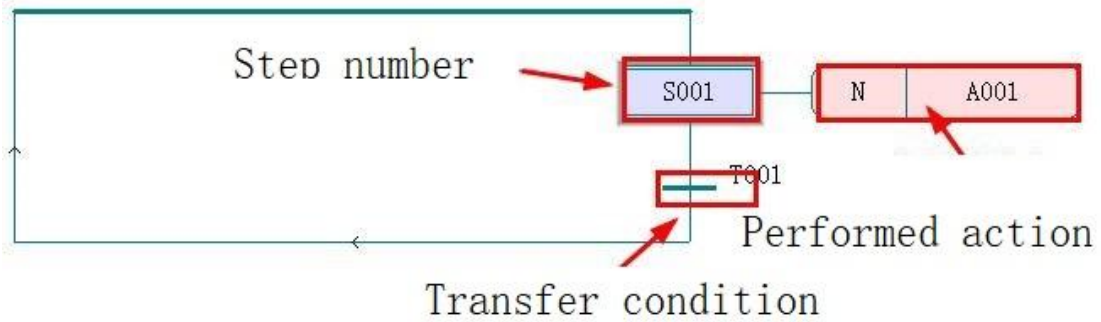 Step number
S001
N A001
T001
Performed action
Transfer condition